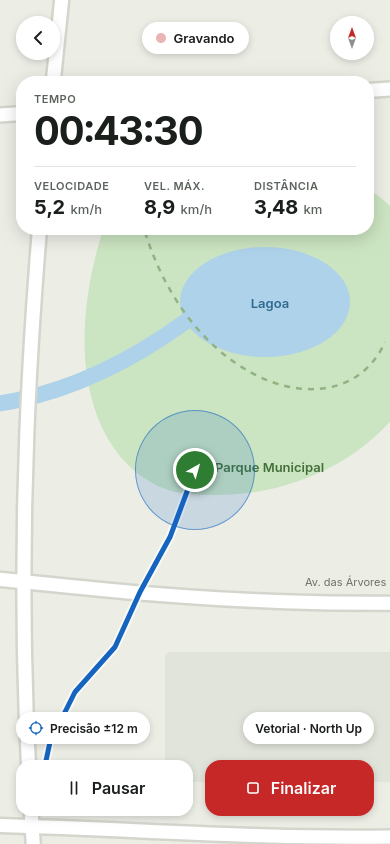 Gravando
TEMPO
00:43:30
VELOCIDADE VEL. MÁX. DISTÂNCIA
5,2 km/h 8,9 km/h 3,48 km
Lagoa
Parque Municipal
Av. das Árvores
Precisão ±12 m
Vetorial · North Up
Pausar
Finalizar